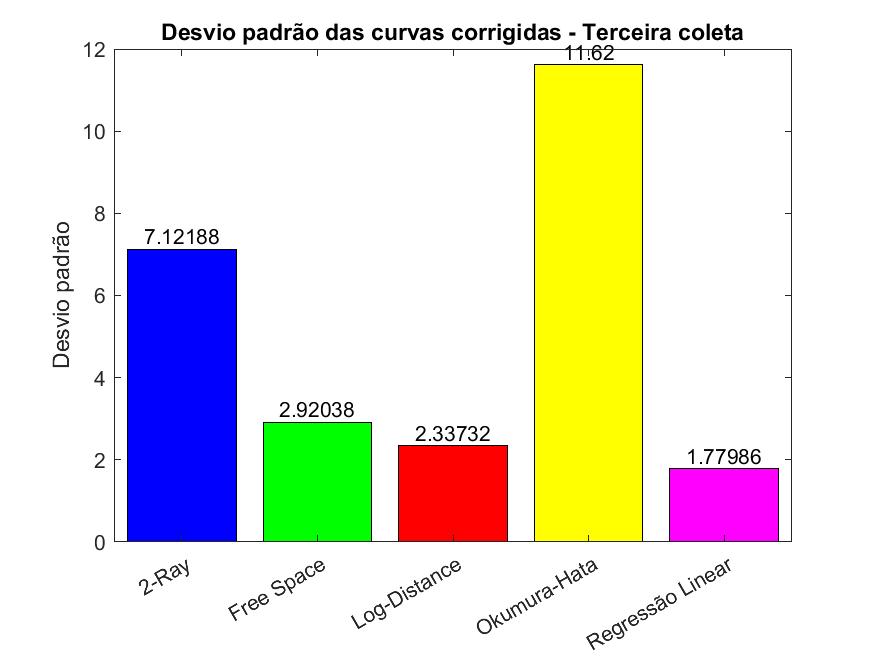 Desvio padrão das curvas corrigidas - Terceira coleta
Desvio padrão
12
10
8
6
4
2
0
7.12188
2.92038
2.33732
11.62
1.77986
2-Ray
Free Space
Log-Distance
Okumura-Hata
Regressão Linear